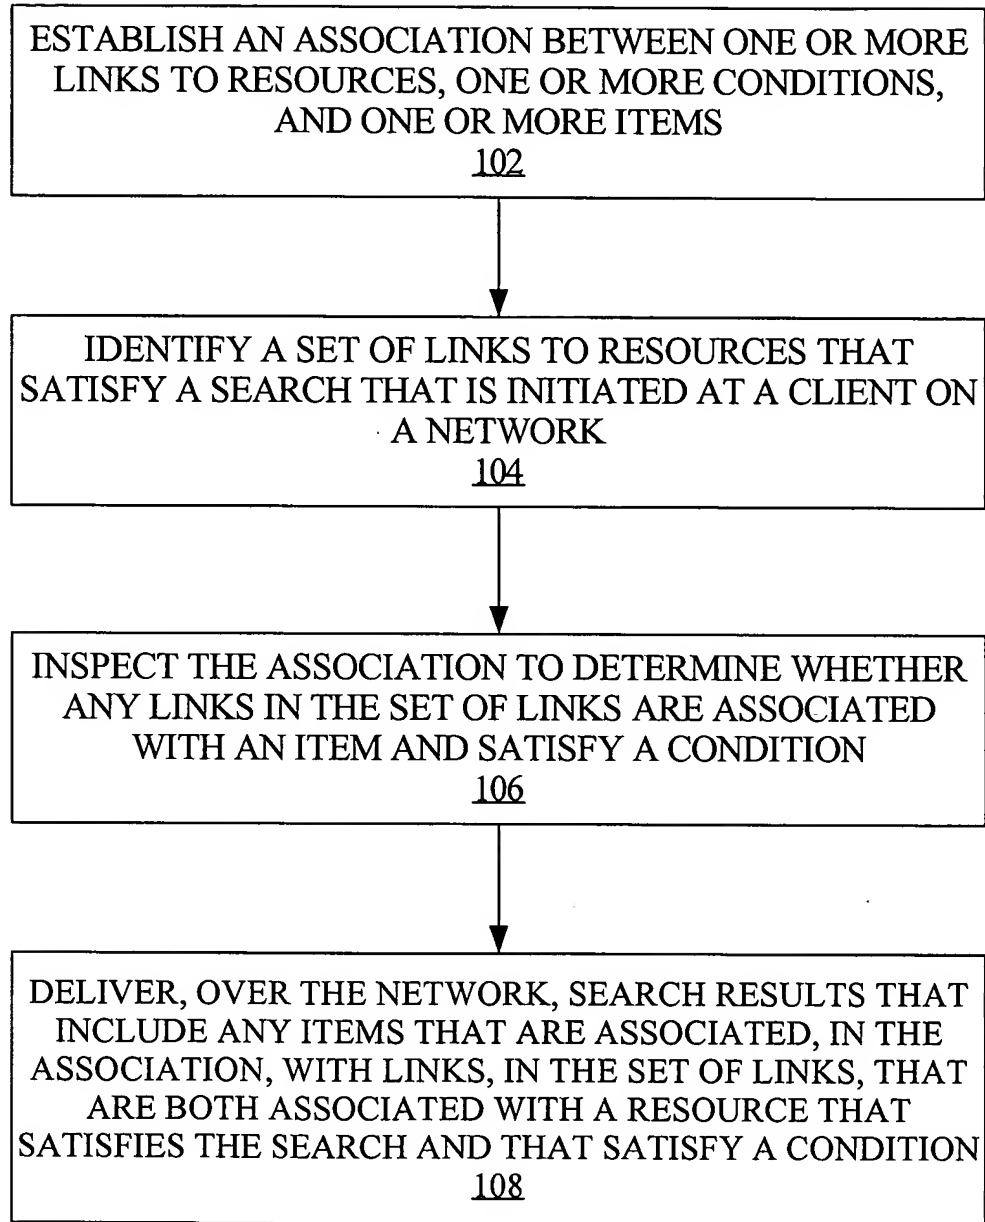 ESTABLISH AN ASSOCIATION BETWEEN ONE OR MORE
LINKS TO RESOURCES, ONE OR MORE CONDITIONS,
AND ONE OR MORE ITEMS
102
IDENTIFY A SET OF LINKS TO RESOURCES THAT
SATISFY A SEARCH THAT IS INITIATED AT A CLIENT ON
A NETWORK
104
INSPECT THE ASSOCIATION TO DETERMINE WHETHER
ANY LINKS IN THE SET OF LINKS ARE ASSOCIATED
WITH AN ITEM AND SATISFY A CONDITION
106
DELIVER, OVER THE NETWORK, SEARCH RESULTS THAT
INCLUDE ANY ITEMS THAT ARE ASSOCIATED, IN THE
ASSOCIATION, WITH LINKS, IN THE SET OF LINKS, THAT
ARE BOTH ASSOCIATED WITH A RESOURCE THAT
SATISFIES THE SEARCH AND THAT SATISFY A CONDITION
108